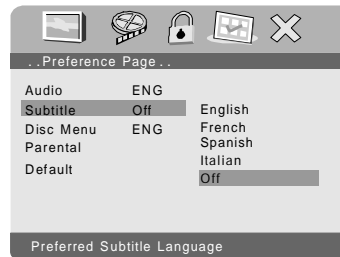 ..Preference Page..
Audio ENG
Subtitle Off English
Disc Menu ENG French
Parental Spanish
Italian
Default Off
Preferred Subtitle Language